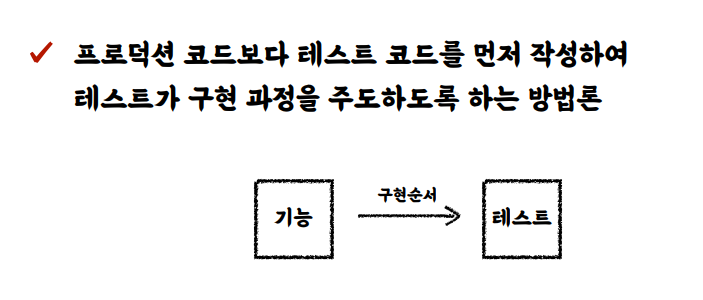 프로덕션 코드보다 테스트 코드를 먼저 작성하여
테스트가 구현 과정을 주도하도록 하는 방법론
구현순서
기능
테스트